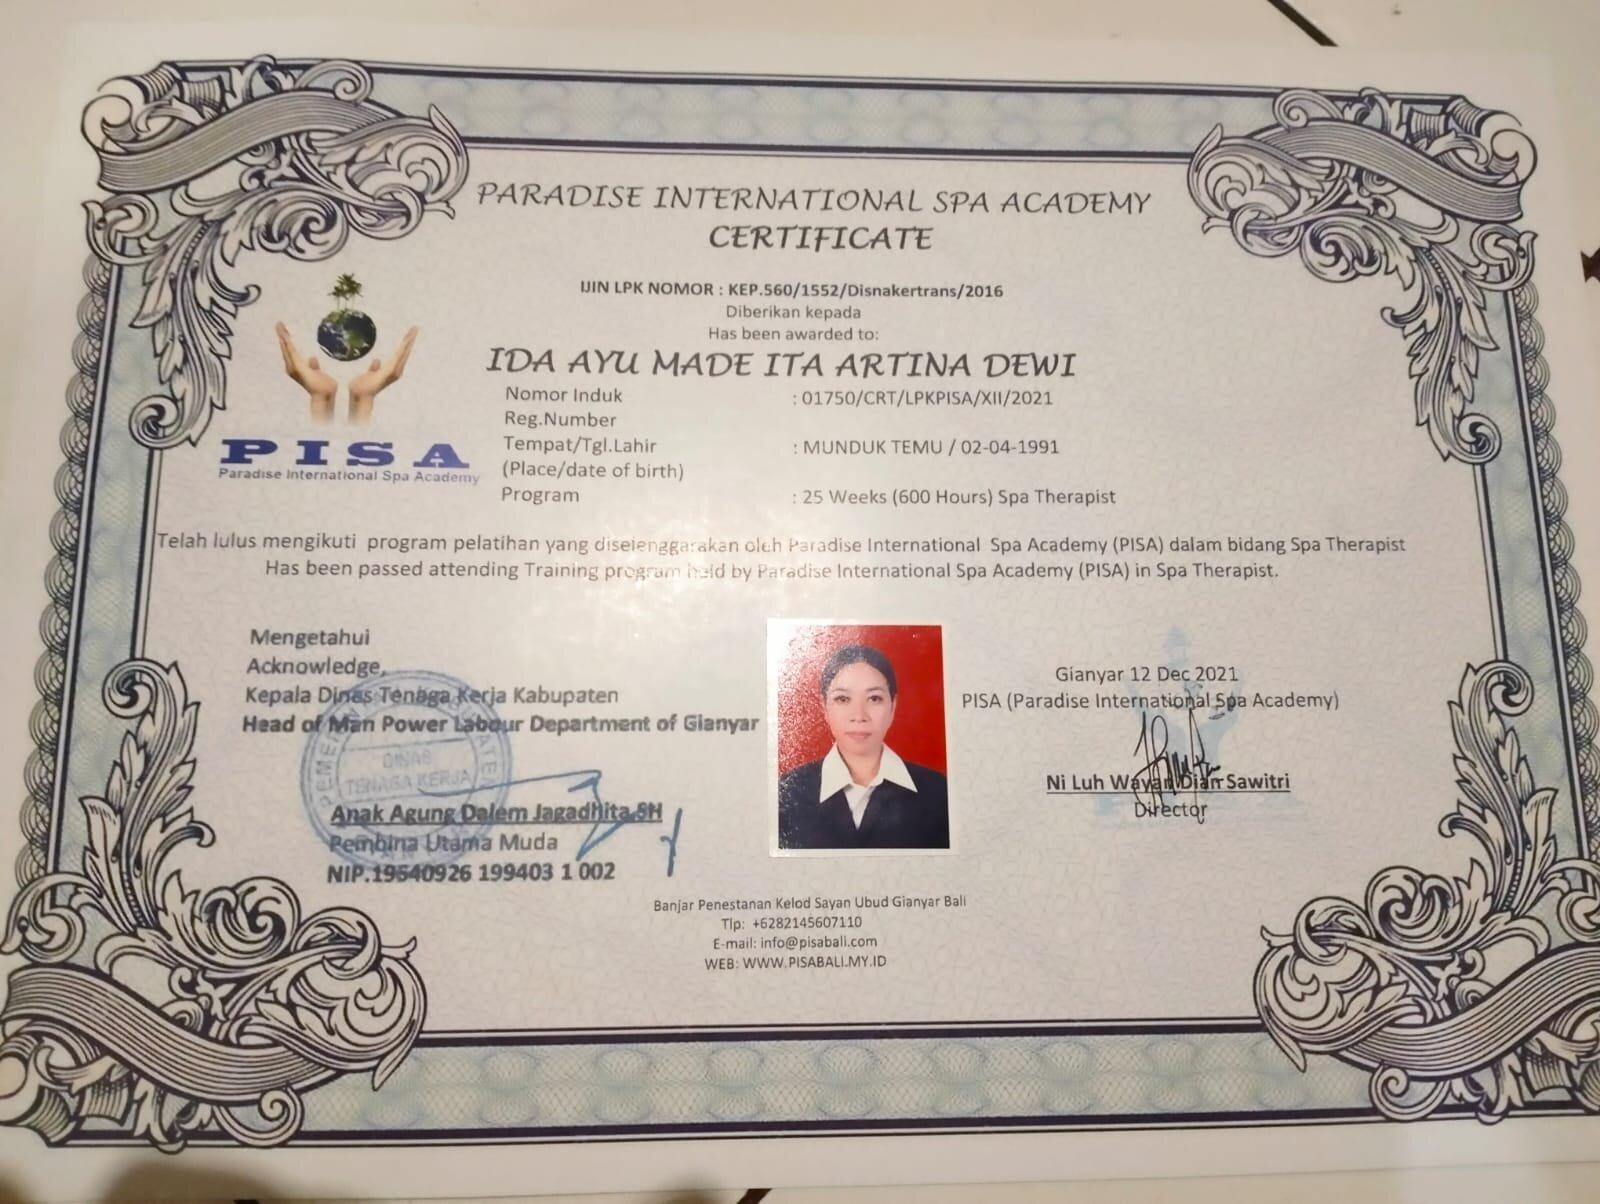 PARADISE INTERNATIONAL SPA ACADEMY
CERTIFICATE
IJIN LPK NOMOR : KEP.560/1552/Disnakertrans/2016
Diberikan kepada
Has been awarded to:
IDA AYU MADE ITA ARTINA DEWI
PISA
Paradise International Spa Academy
Nomor Induk : 01750/CRT/LPKPISA/XII/2021
Reg.Number
Tempat/Tgl.Lahir : MUNDUK TEMU / 02-04-1991
(Place/date of birth)
Program : 25 Weeks (600 Hours) Spa Therapist
Telah lulus mengikuti program pelatihan yang diselenggarakan oleh Paradise International Spa Academy (PISA) dalam bidang Spa Therapist
Has been passed attending Training program held by Paradise International Spa Academy (PISA) in Spa Therapist.
Mengetahui
Acknowledge,
Kepala Dinas Tenaga Kerja Kabupaten
Head of Man Power Labour Department of Gianyar
DINAS
TENAGA KERJA
Anak Agung Dalem Jagadhita,SH
Pembina Utama Muda
NIP.19640926 199403 1 002
Gianyar 12 Dec 2021
PISA (Paradise International Spa Academy)
Ni Luh Wayan Dian Sawitri
Director
Banjar Penestanan Kelod Sayan Ubud Gianyar Bali
Tlp: +6282145607110
E-mail: info@pisabali.com
WEB: WWW.PISABALI.MY.ID